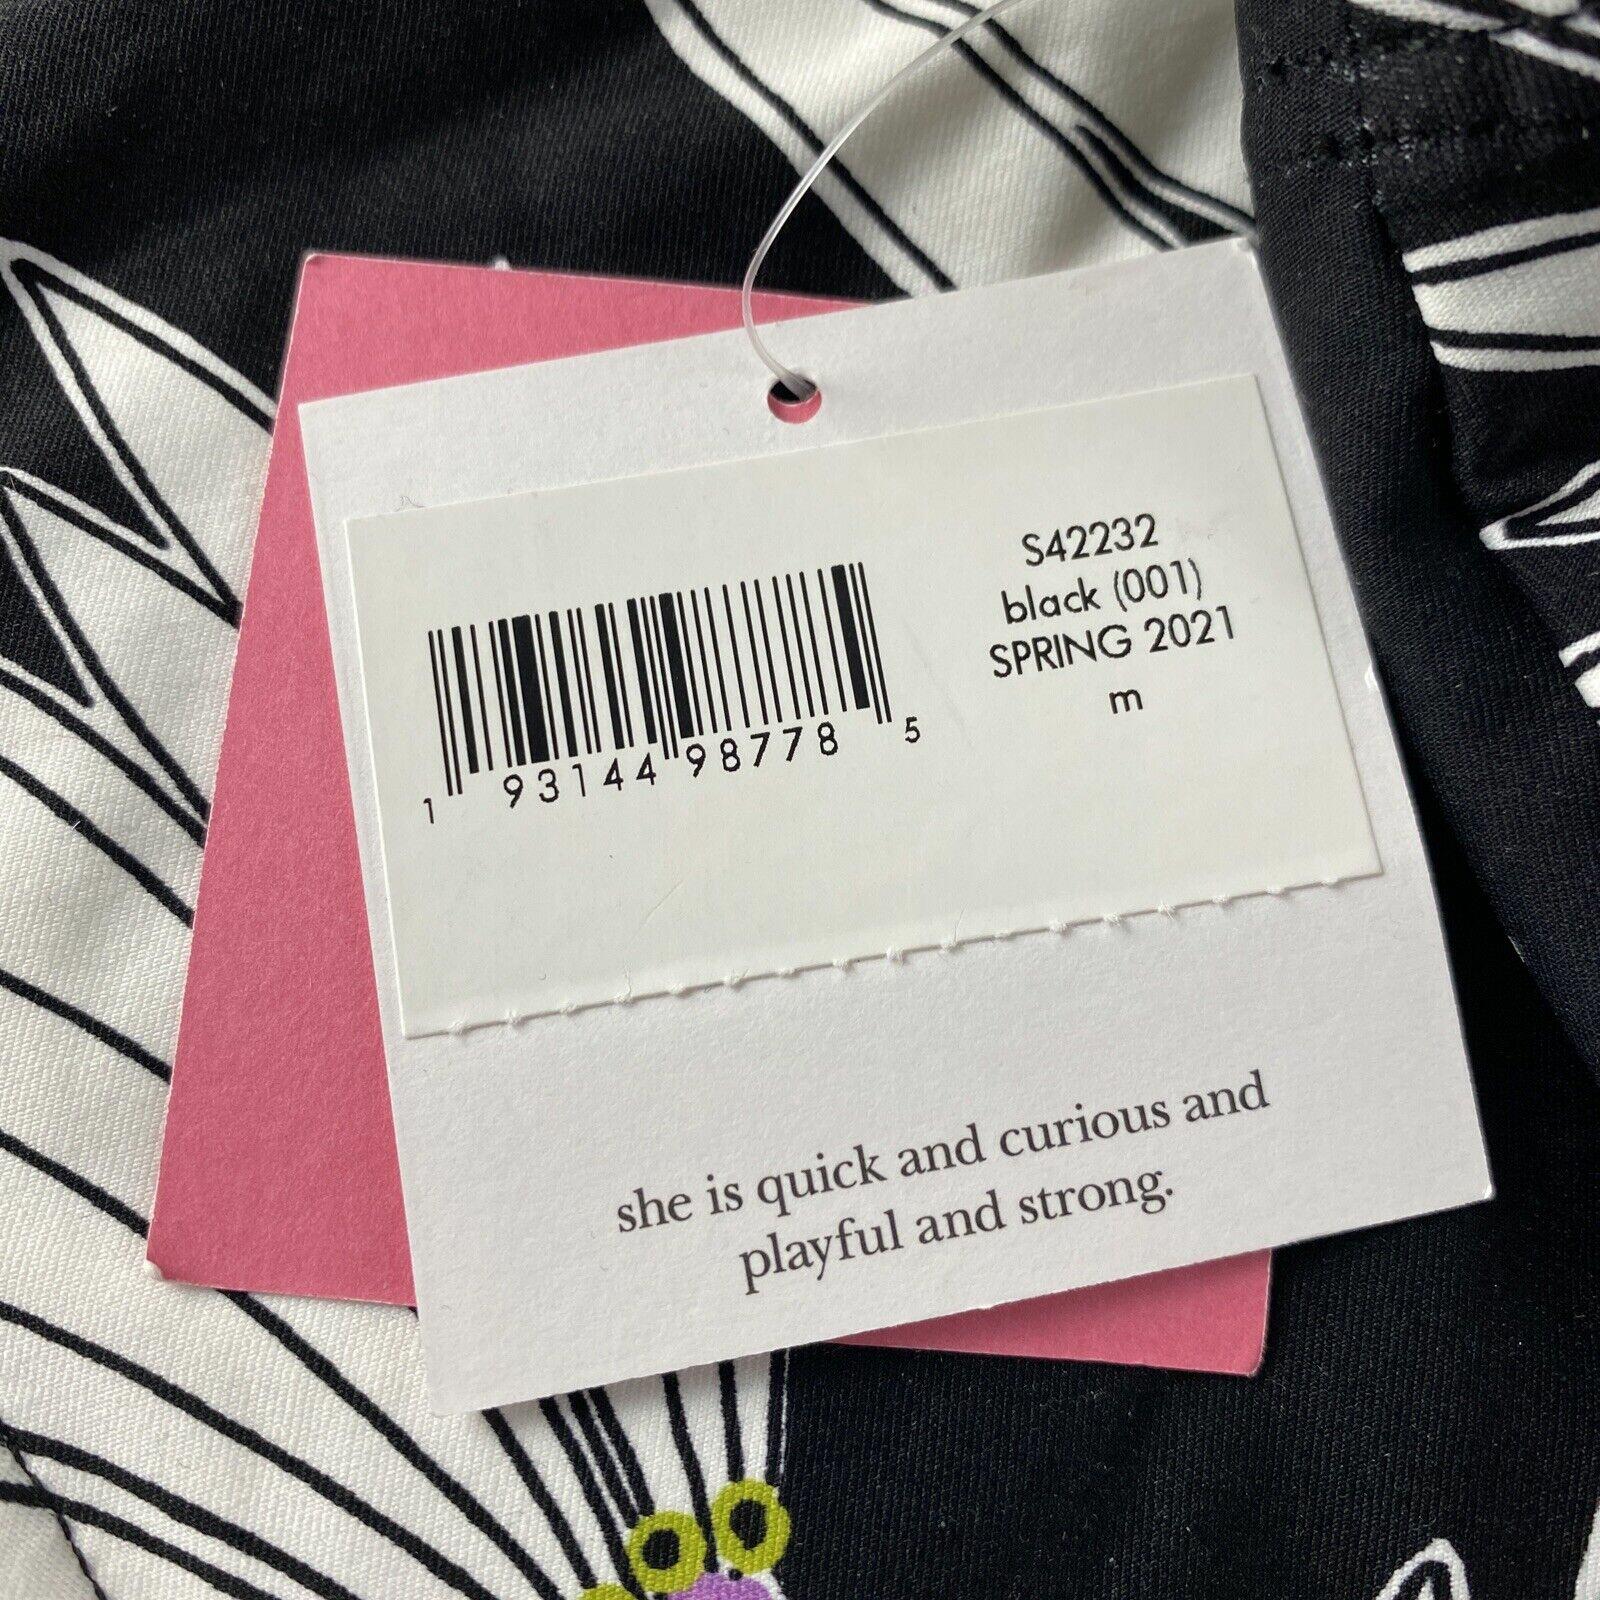 S42232
black (001)
SPRING 2021
m
1 93144 98778 5
she is quick and curious and
playful and strong.